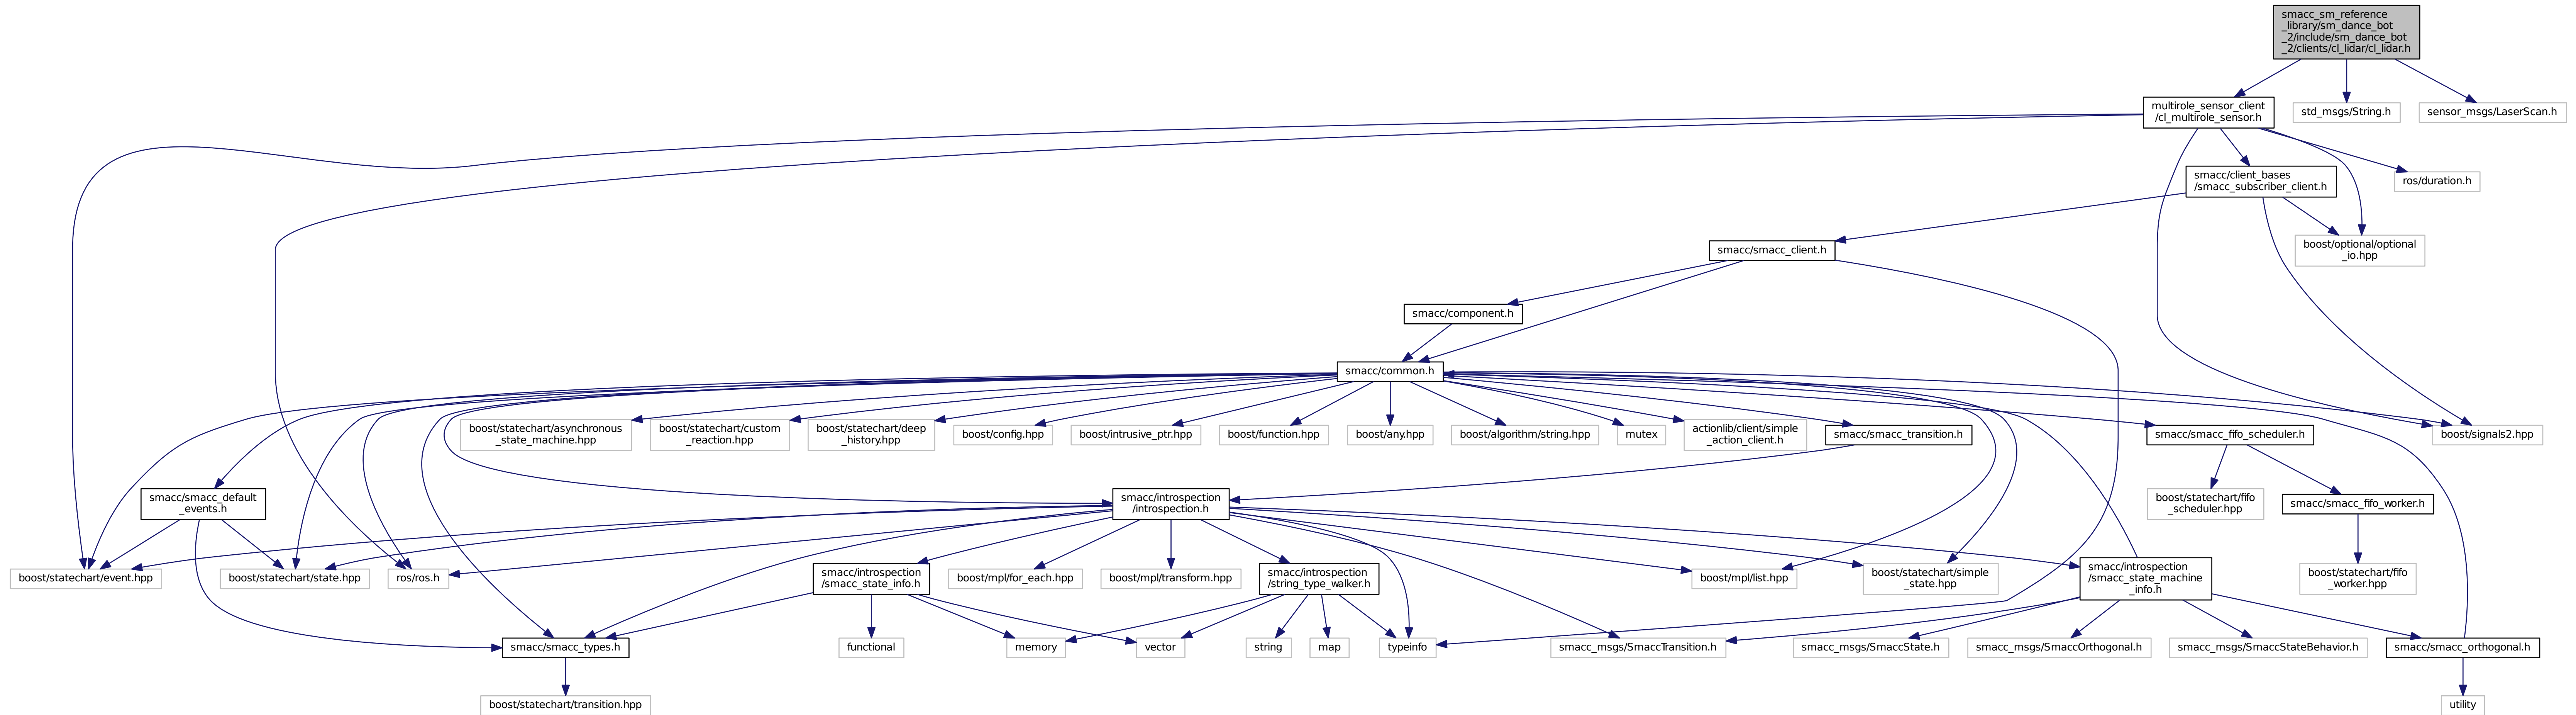 smacc_sm_reference
_library/sm_dance_bot
_2/include/sm_dance_bot
_2/clients/cl_lidar/cl_lidar.h
multirole_sensor_client
/cl_multirole_sensor.h
std_msgs/String.h
sensor_msgs/LaserScan.h
smacc/client_bases
/smacc_subscriber_client.h
ros/duration.h
smacc/smacc_client.h
boost/optional/optional
_io.hpp
smacc/component.h
smacc/common.h
boost/statechart/asynchronous
_state_machine.hpp
boost/statechart/custom
_reaction.hpp
boost/statechart/deep
_history.hpp
boost/config.hpp
boost/intrusive_ptr.hpp
boost/function.hpp
boost/any.hpp
boost/algorithm/string.hpp
mutex
actionlib/client/simple
_action_client.h
smacc/smacc_transition.h
smacc/smacc_fifo_scheduler.h
boost/signals2.hpp
smacc/smacc_default
_events.h
smacc/introspection
/introspection.h
boost/statechart/fifo
_scheduler.hpp
smacc/smacc_fifo_worker.h
boost/statechart/event.hpp
boost/statechart/state.hpp
ros/ros.h
smacc/introspection
/smacc_state_info.h
boost/mpl/for_each.hpp
boost/mpl/transform.hpp
smacc/introspection
/string_type_walker.h
boost/mpl/list.hpp
boost/statechart/simple
_state.hpp
smacc/introspection
/smacc_state_machine
_info.h
boost/statechart/fifo
_worker.hpp
smacc/smacc_types.h
functional
memory
vector
string
map
typeinfo
smacc_msgs/SmaccTransition.h
smacc_msgs/SmaccState.h
smacc_msgs/SmaccOrthogonal.h
smacc_msgs/SmaccStateBehavior.h
smacc/smacc_orthogonal.h
boost/statechart/transition.hpp
utility